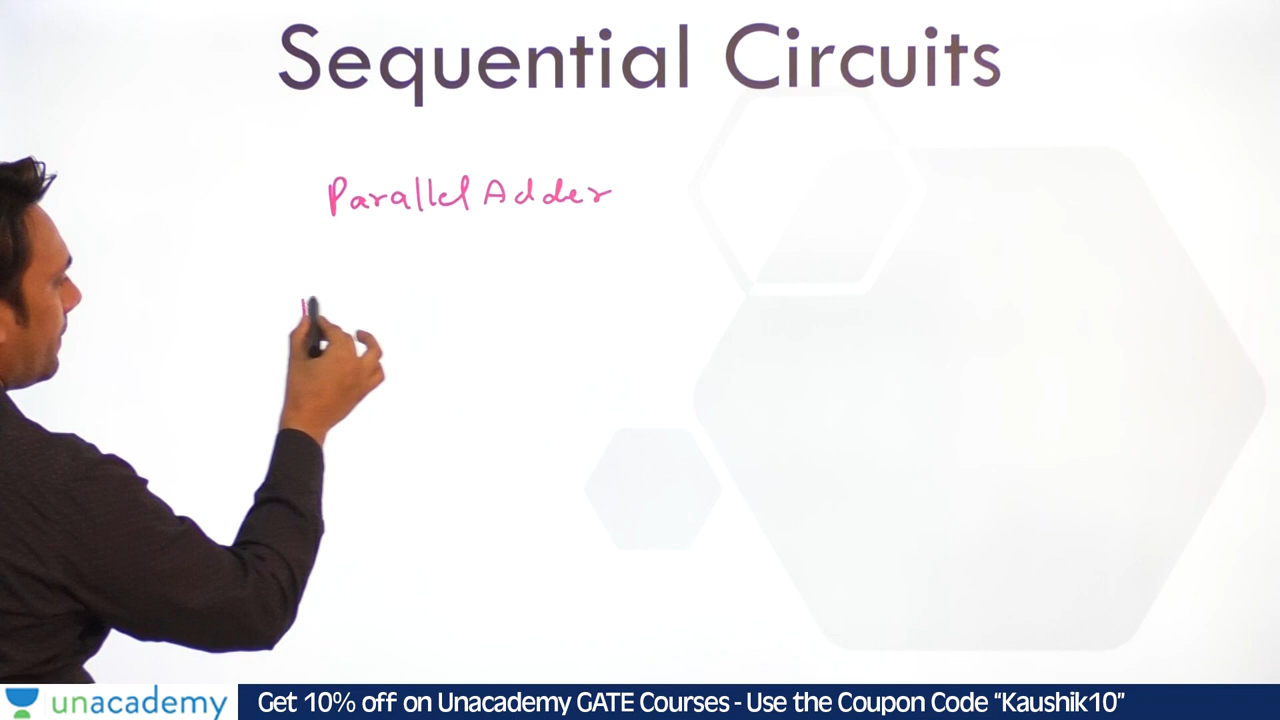 Sequential Circuits
Parallel Adder
unacademy
Get 10% off on Unacademy GATE Courses - Use the Coupon Code “Kaushik10”